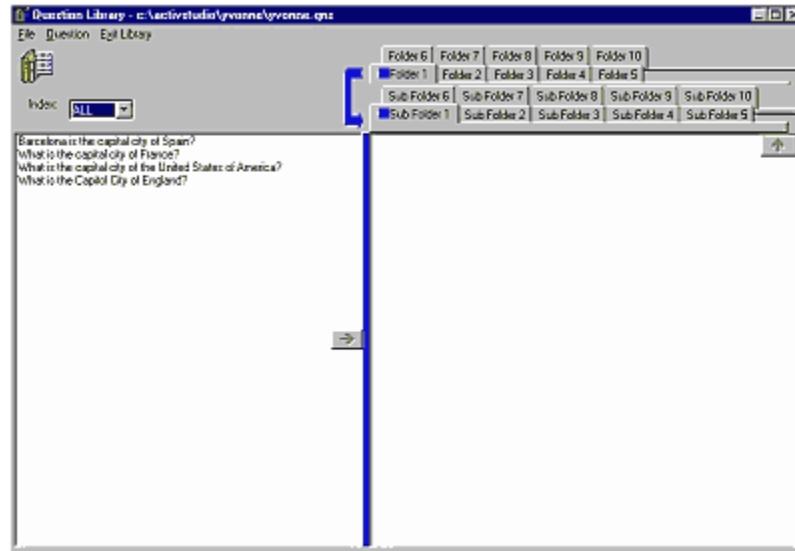 Question Library - c:\activstudio\yvonne\yvonne.qns
File Question Exit Library
Folder 6 Folder 7 Folder 8 Folder 9 Folder 10
Folder 1 Folder 2 Folder 3 Folder 4 Folder 5
Index: ALL
Sub Folder 6 Sub Folder 7 Sub Folder 8 Sub Folder 9 Sub Folder 10
Sub Folder 1 Sub Folder 2 Sub Folder 3 Sub Folder 4 Sub Folder 5
Barcelona is the capital city of Spain?
What is the capital city of France?
What is the capital city of the United States of America?
What is the Capitol City of England?